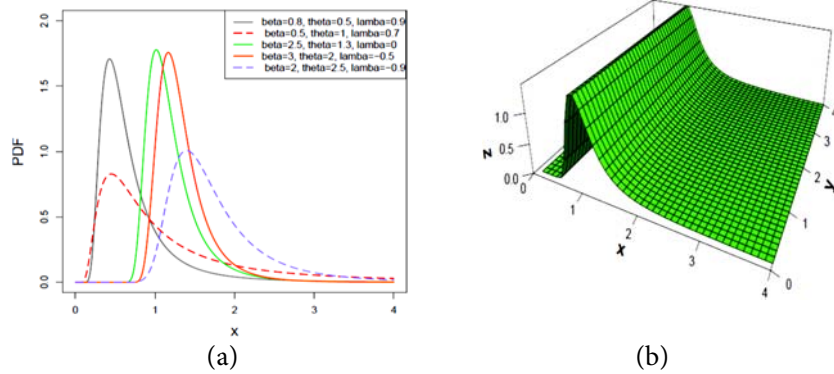 beta=0.8, theta=0.5, lamba=0.9
beta=0.5, theta=1, lamba=0.7
beta=2.5, theta=1.3, lamba=0
beta=3, theta=2, lamba=-0.5
beta=2, theta=2.5, lamba=-0.9
PDF
2.0
1.5
1.0
0.5
0.0
0 1 2 3 4
x
(a)
z
1.0
0.5
0.0
0
1
2
3
4
x
0
1
2
3
4
y
(b)